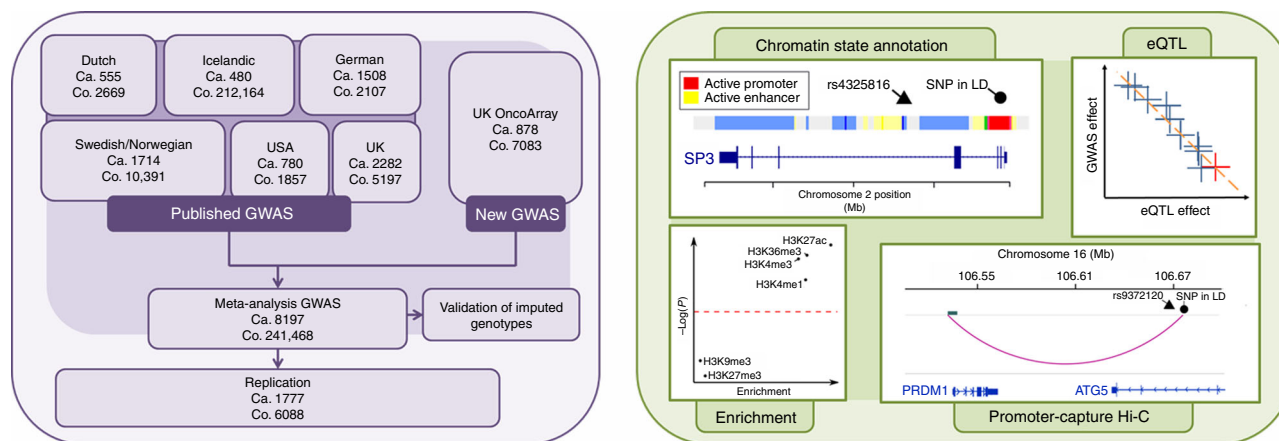 Dutch
Ca. 555
Co. 2669
Icelandic
Ca. 480
Co. 212,164
German
Ca. 1508
Co. 2107
Swedish/Norwegian
Ca. 1714
Co. 10,391
USA
Ca. 780
Co. 1857
UK
Ca. 2282
Co. 5197
UK OncoArray
Ca. 878
Co. 7083
Published GWAS
New GWAS
Meta-analysis GWAS
Ca. 8197
Co. 241,468
Validation of imputed
genotypes
Replication
Ca. 1777
Co. 6088
Chromatin state annotation
Active promoter
Active enhancer
rs4325816
SNP in LD
SP3
Chromosome 2 position
(Mb)
eQTL
GWAS effect
eQTL effect
H3K27ac
H3K36me3
H3K4me3
H3K4me1
–Log(P)
H3K9me3
H3K27me3
Enrichment
Enrichment
Chromosome 16 (Mb)
106.55
106.61
106.67
rs9372120
SNP in LD
PRDM1
ATG5
Promoter-capture Hi-C